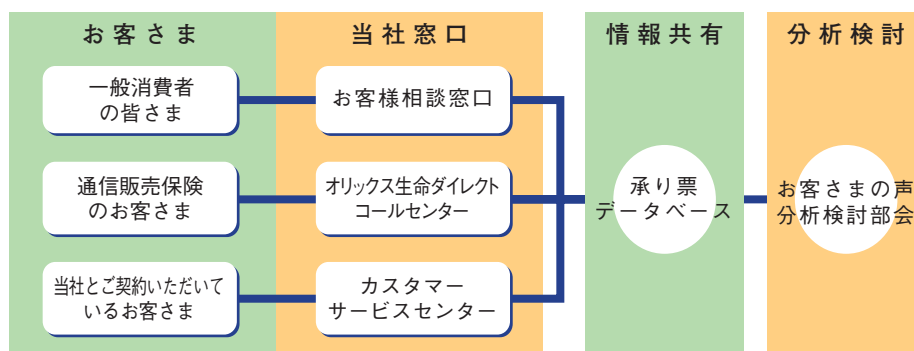 お客さま
当社窓口
情報共有
分析検討
一般消費者
の皆さま
お客様相談窓口
通信販売保険
のお客さま
オリックス生命ダイレクト
コールセンター
承り票
データベース
お客さまの声
分析検討部会
当社とご契約いただいて
いるお客さま
カスタマー
サービスセンター